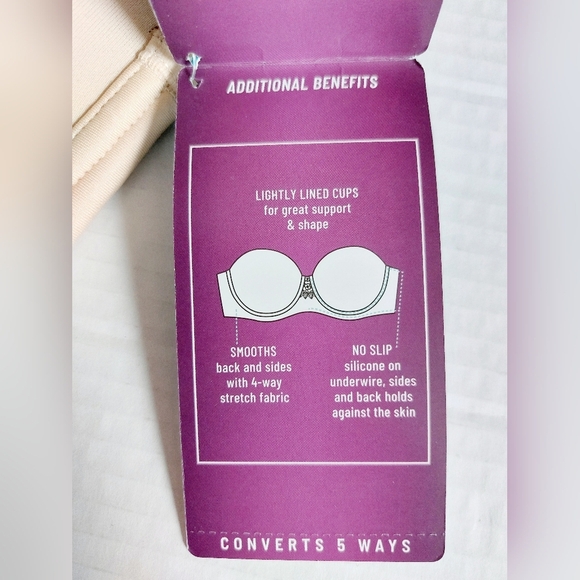 ADDITIONAL BENEFITS
LIGHTLY LINED CUPS
for great support
& shape
SMOOTHS
back and sides
with 4-way
stretch fabric
NO SLIP
silicone on
underwire, sides
and back holds
against the skin
CONVERTS 5 WAYS